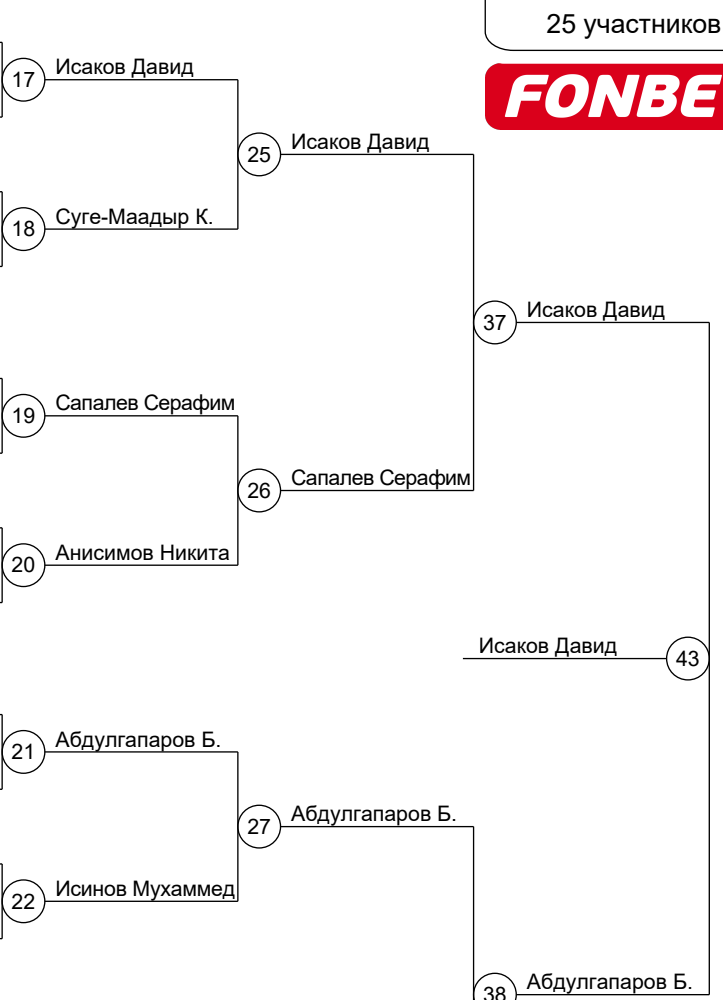 25 участников
FONBE
17 Исаков Давид
25 Исаков Давид
18 Суге-Маадыр К.
37 Исаков Давид
19 Сапалев Серафим
26 Сапалев Серафим
20 Анисимов Никита
Исаков Давид 43
21 Абдулгапаров Б.
27 Абдулгапаров Б.
22 Исинов Мухаммед
38 Абдулгапаров Б.